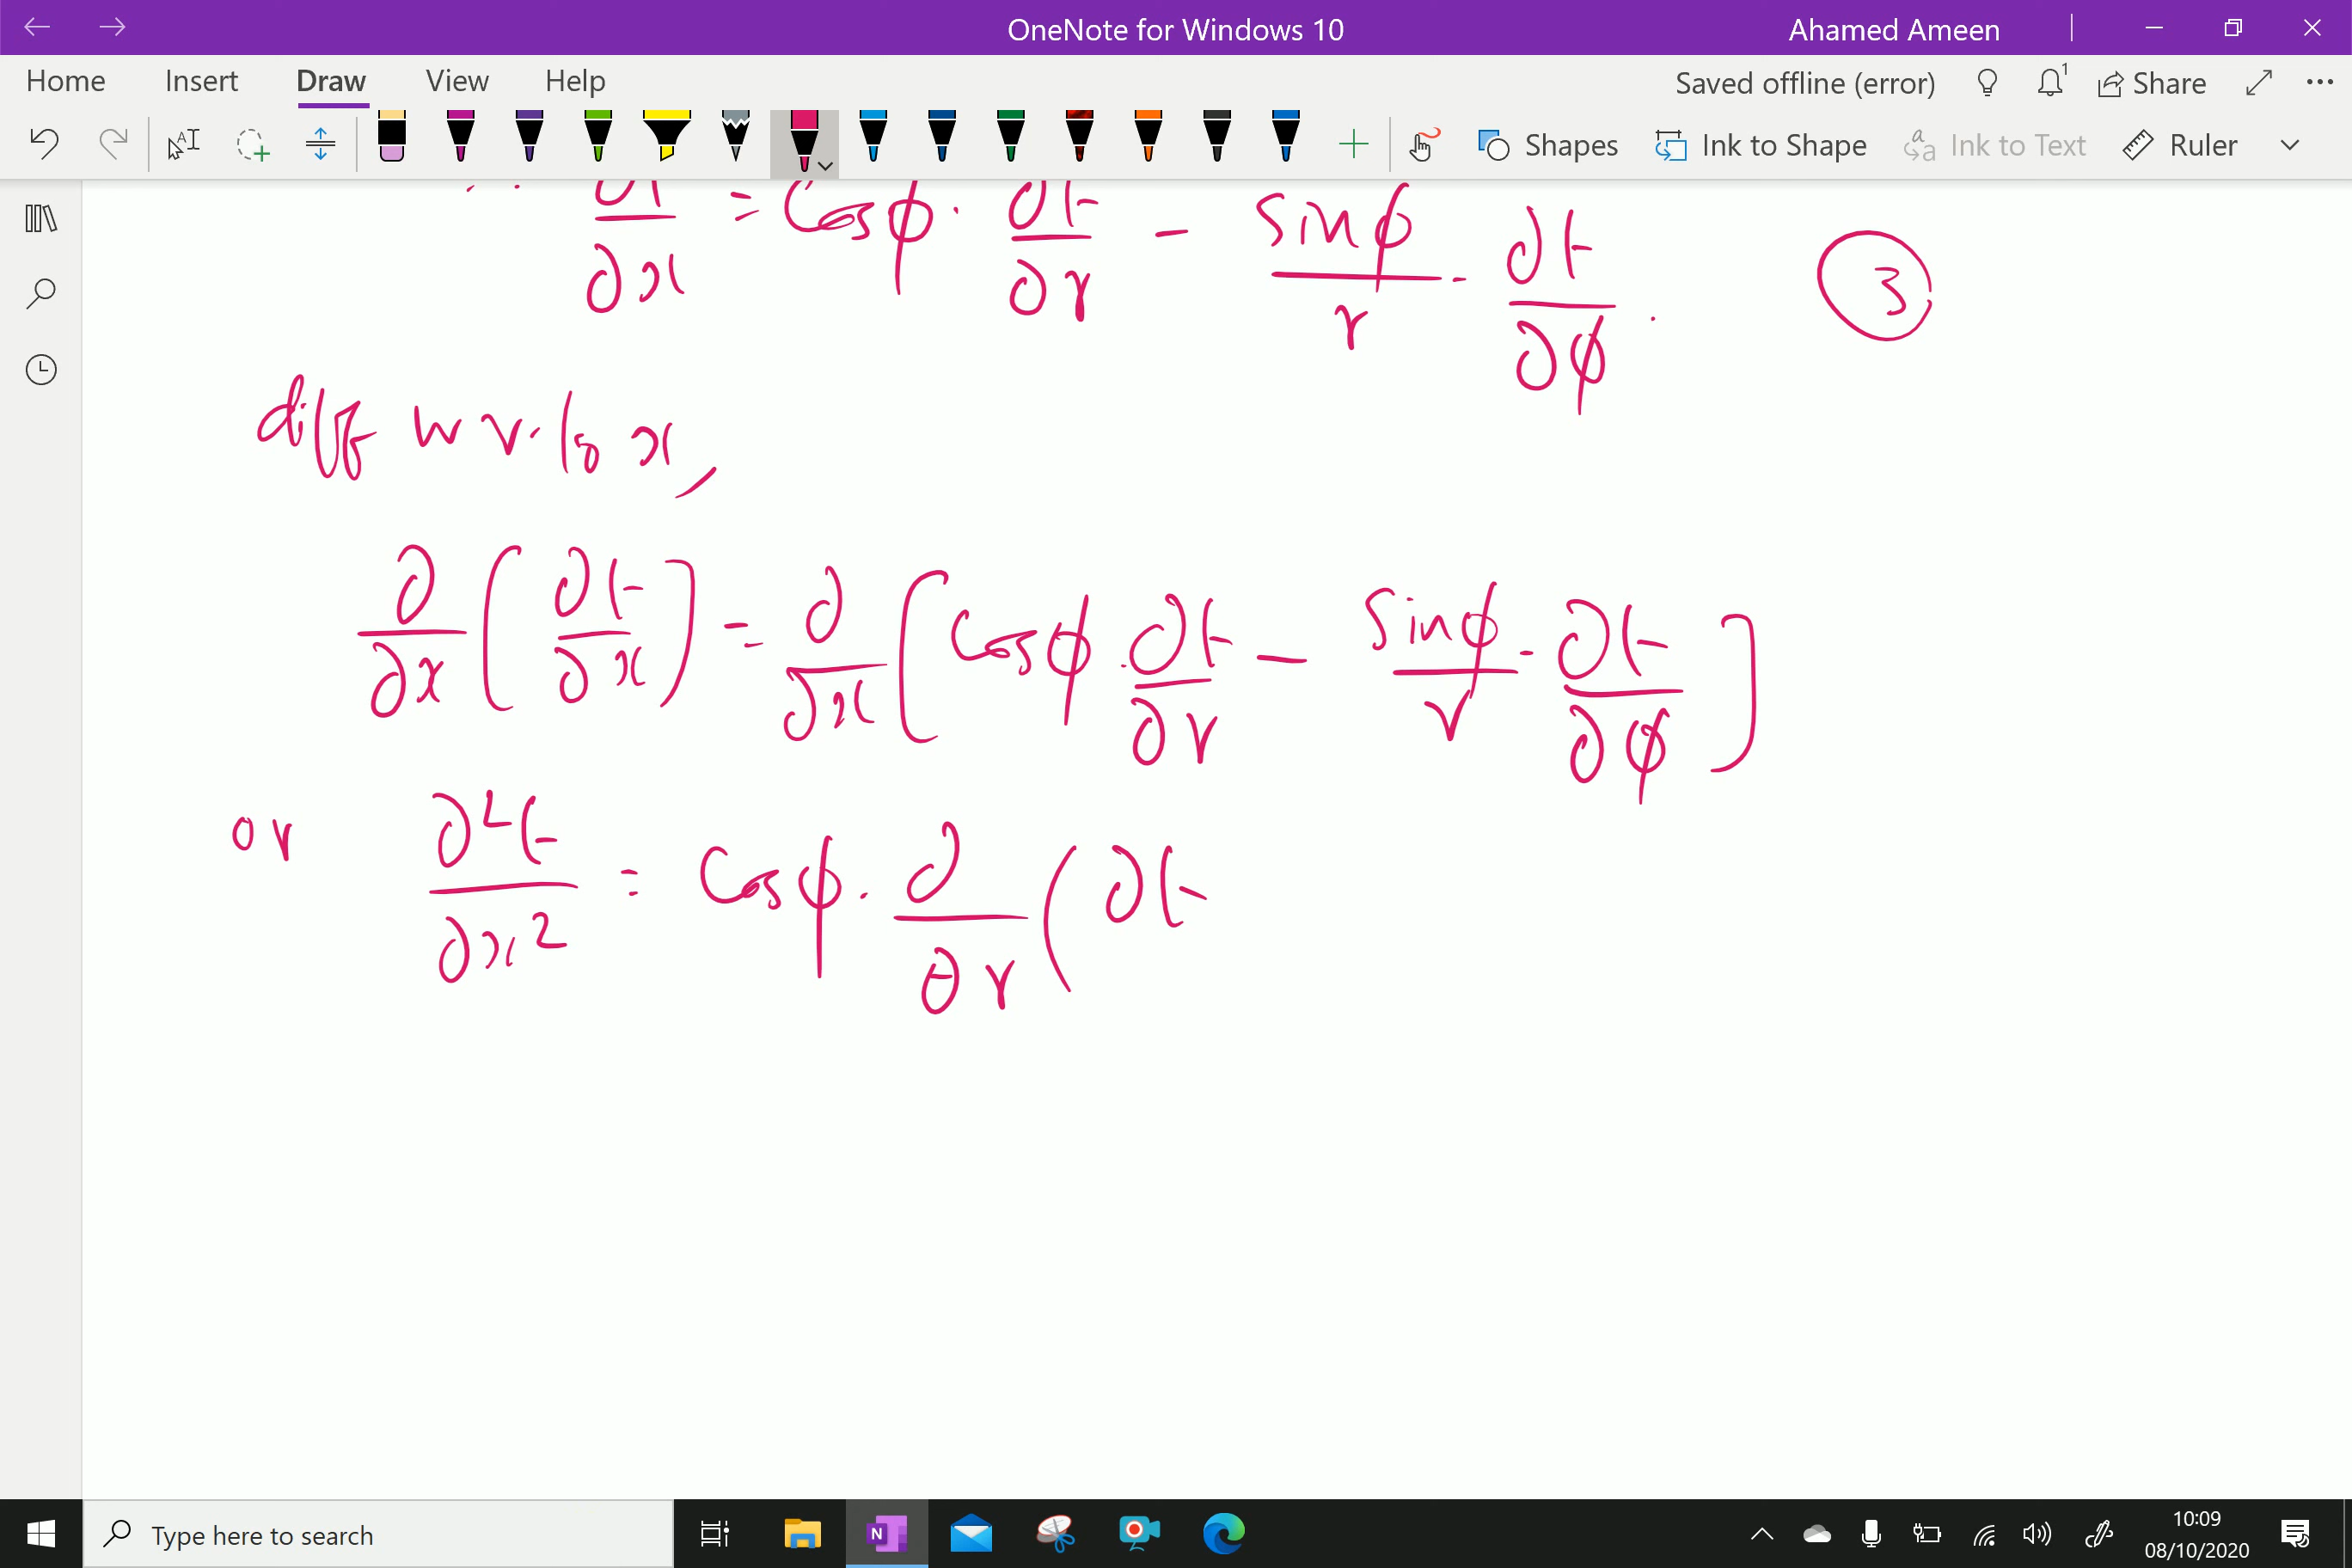 OneNote for Windows 10 Ahamed Ameen
Home Insert Draw View Help Saved offline (error) 1 Share
Shapes Ink to Shape Ink to Text Ruler
∴ ∂t/∂x = Cosϕ · ∂t/∂r − Sinϕ/r · ∂t/∂ϕ . 3
diff w r to x,
∂/∂x (∂t/∂x) = ∂/∂x [Cosϕ . ∂t/∂r − Sinϕ/r · ∂t/∂ϕ]
or ∂²t/∂x² = Cosϕ · ∂/∂r ( ∂t
Type here to search
10:09
08/10/2020